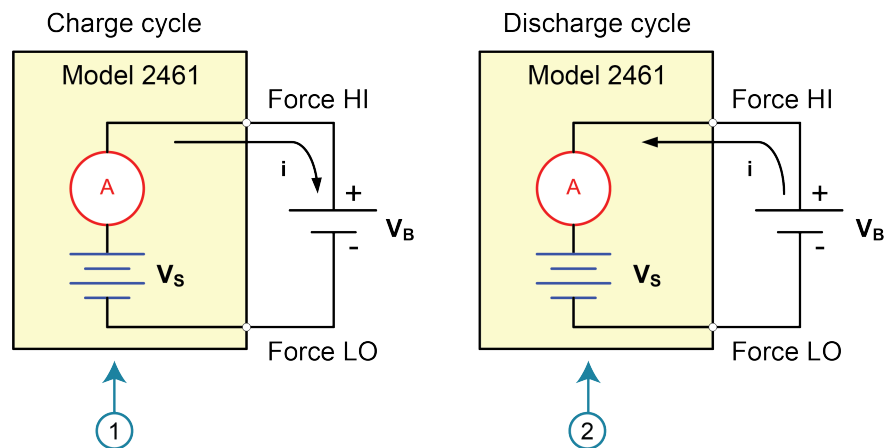 Charge cycle
Model 2461
Force HI
A
i
+
VB
-
VS
Force LO
1
Discharge cycle
Model 2461
Force HI
A
i
+
VB
-
VS
Force LO
2